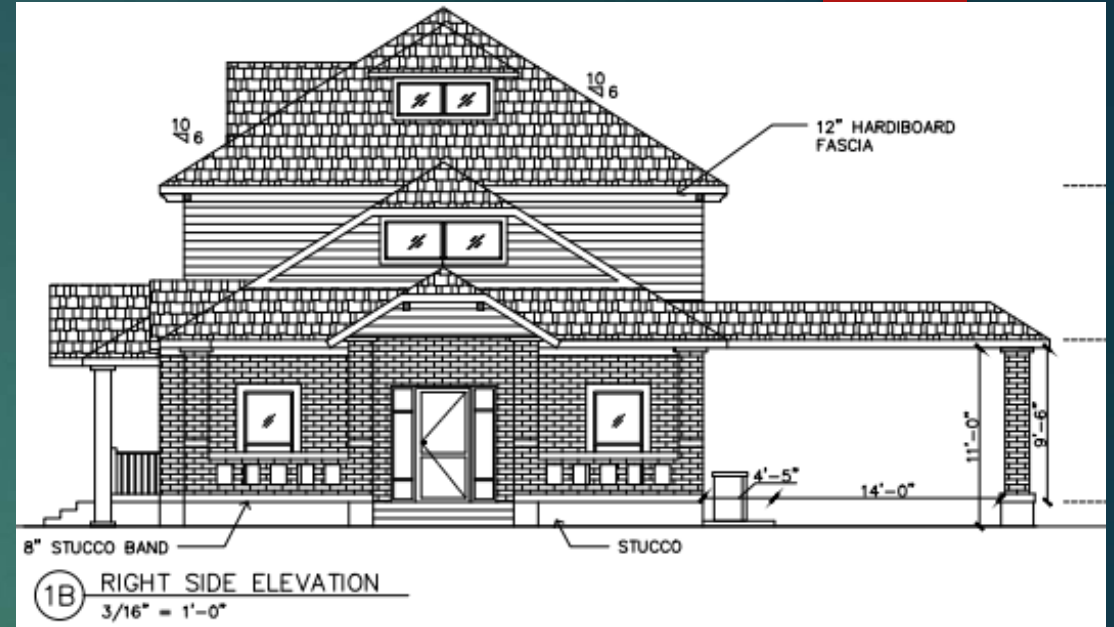 10
6
10
6
12" HARDIBOARD
FASCIA
11'-0"
9'-6"
4'-5"
14'-0"
8" STUCCO BAND
STUCCO
1B
RIGHT SIDE ELEVATION
3/16" = 1'-0"